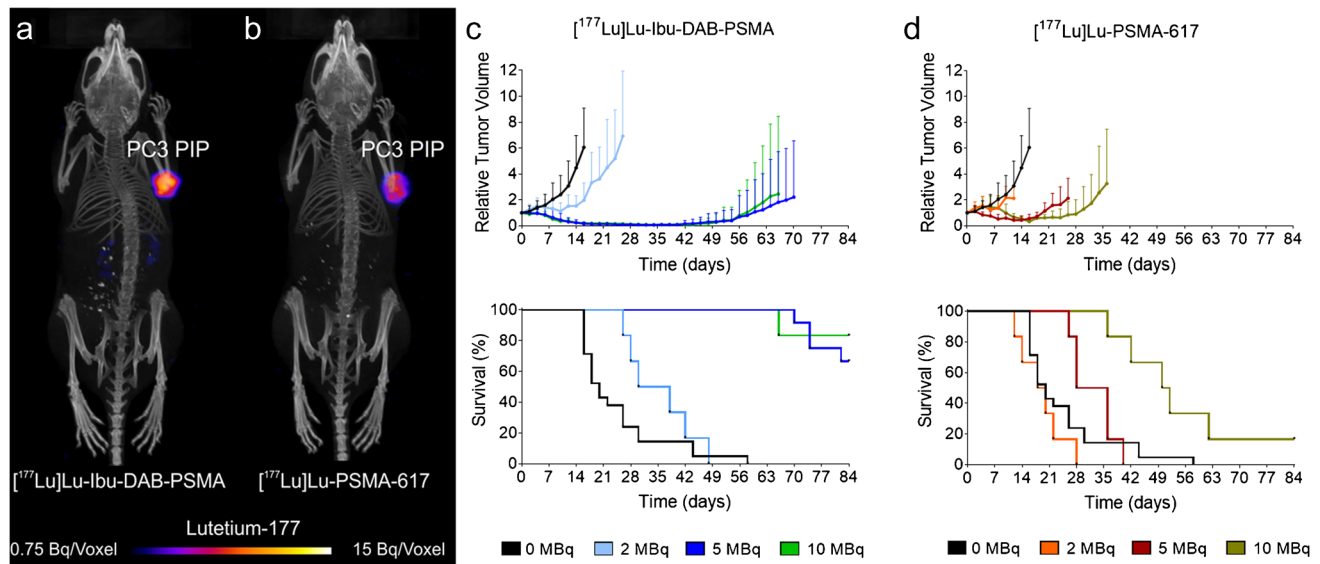 a
b
PC3 PIP
PC3 PIP
[¹⁷⁷Lu]Lu-Ibu-DAB-PSMA
[¹⁷⁷Lu]Lu-PSMA-617
Lutetium-177
0.75 Bq/Voxel
15 Bq/Voxel
c
[¹⁷⁷Lu]Lu-Ibu-DAB-PSMA
Relative Tumor Volume
12
10
8
6
4
2
0
0 7 14 21 28 35 42 49 56 63 70 77 84
Time (days)
Survival (%)
100
80
60
40
20
0
0 7 14 21 28 35 42 49 56 63 70 77 84
Time (days)
0 MBq 2 MBq 5 MBq 10 MBq
d
[¹⁷⁷Lu]Lu-PSMA-617
Relative Tumor Volume
12
10
8
6
4
2
0
0 7 14 21 28 35 42 49 56 63 70 77 84
Time (days)
Survival (%)
100
80
60
40
20
0
0 7 14 21 28 35 42 49 56 63 70 77 84
Time (days)
0 MBq 2 MBq 5 MBq 10 MBq